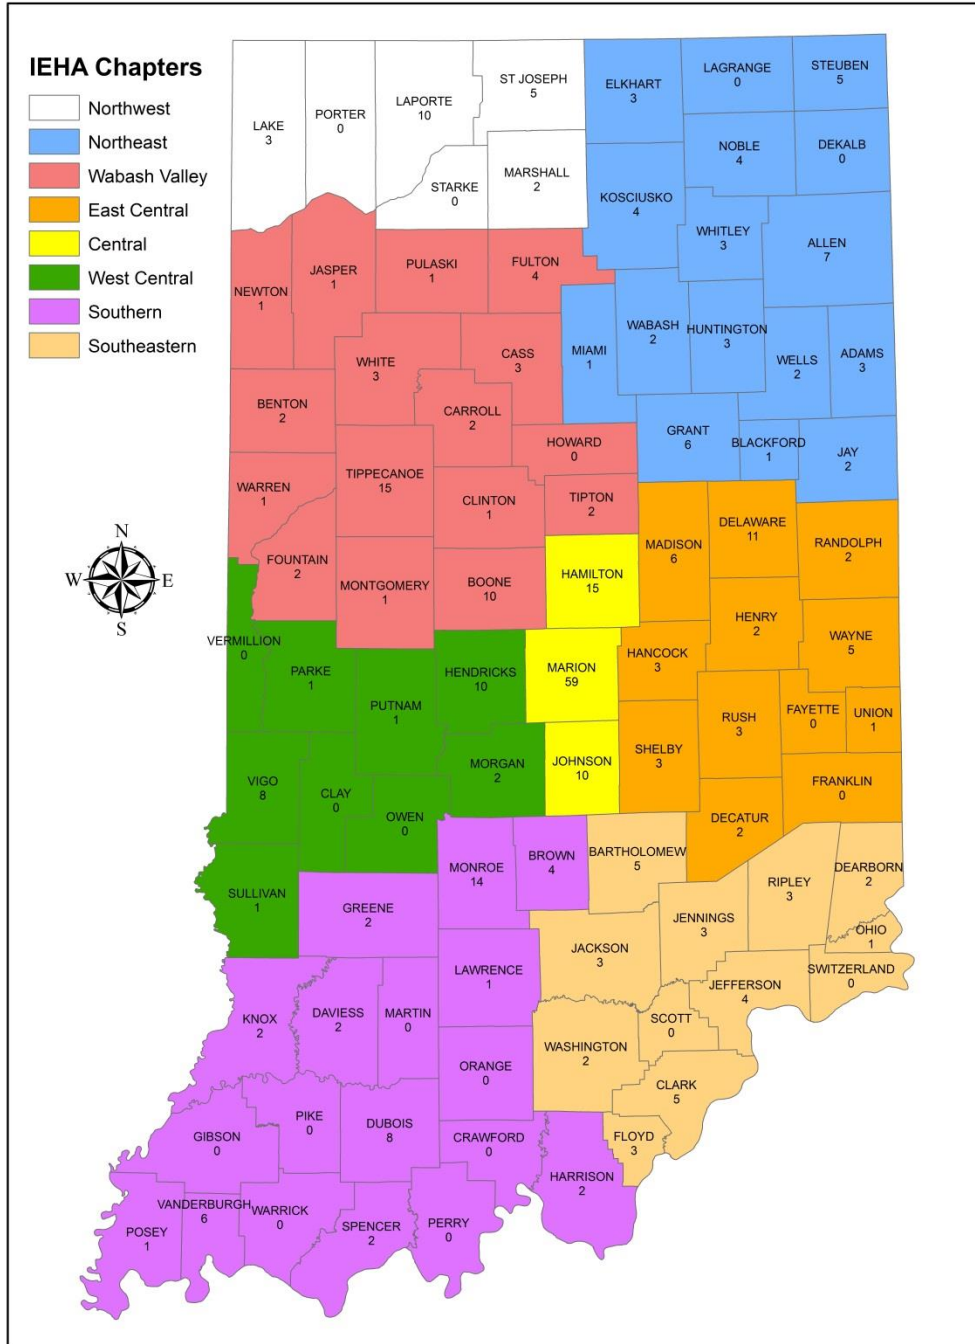 IEHA Chapters
Northwest
Northeast
Wabash Valley
East Central
Central
West Central
Southern
Southeastern
N
W
E
S
LAKE
3
PORTER
0
LAPORTE
10
ST JOSEPH
5
STARKE
0
MARSHALL
2
ELKHART
3
LAGRANGE
0
STEUBEN
5
NOBLE
4
DEKALB
0
KOSCIUSKO
4
WHITLEY
3
ALLEN
7
NEWTON
1
JASPER
1
PULASKI
1
FULTON
4
MIAMI
1
WABASH
2
HUNTINGTON
3
WELLS
2
ADAMS
3
WHITE
3
CASS
3
BENTON
2
CARROLL
2
HOWARD
0
GRANT
6
BLACKFORD
1
JAY
2
WARREN
1
TIPPECANOE
15
CLINTON
1
TIPTON
2
FOUNTAIN
2
MONTGOMERY
1
BOONE
10
HAMILTON
15
MADISON
6
DELAWARE
11
RANDOLPH
2
HENRY
2
WAYNE
5
VERMILLION
0
PARKE
1
PUTNAM
1
HENDRICKS
10
MARION
59
HANCOCK
3
RUSH
3
FAYETTE
0
UNION
1
VIGO
8
CLAY
0
OWEN
0
MORGAN
2
JOHNSON
10
SHELBY
3
DECATUR
2
FRANKLIN
0
SULLIVAN
1
GREENE
2
MONROE
14
BROWN
4
BARTHOLOMEW
5
JENNINGS
3
RIPLEY
3
DEARBORN
2
OHIO
1
KNOX
2
DAVIESS
2
MARTIN
0
LAWRENCE
1
JACKSON
3
JEFFERSON
4
SWITZERLAND
0
SCOTT
0
WASHINGTON
2
ORANGE
0
CLARK
5
GIBSON
0
PIKE
0
DUBOIS
8
CRAWFORD
0
FLOYD
3
HARRISON
2
POSEY
1
VANDERBURGH
6
WARRICK
0
SPENCER
2
PERRY
0